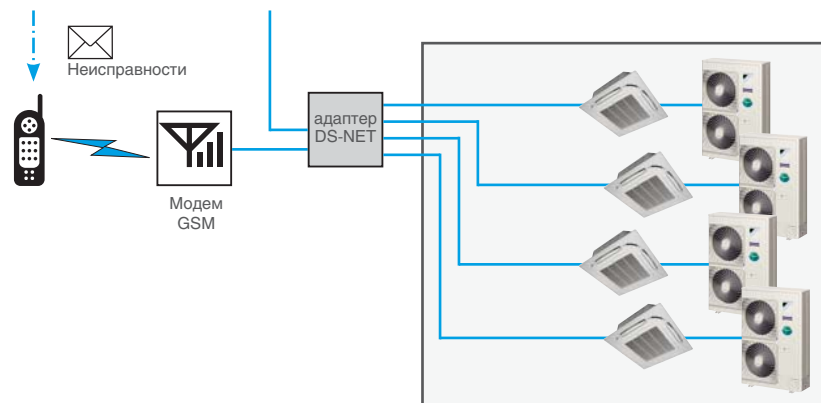 Неисправности
адаптер
DS-NET
Модем
GSM